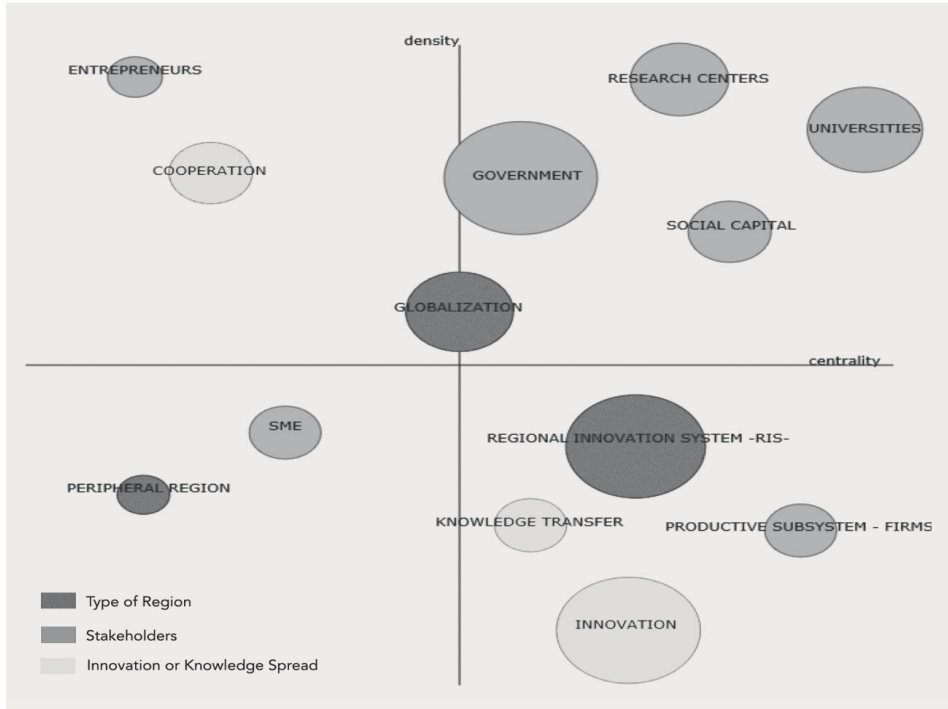 density
ENTREPRENEURS
RESEARCH CENTERS
UNIVERSITIES
COOPERATION
GOVERNMENT
SOCIAL CAPITAL
GLOBALIZATION
centrality
SME
REGIONAL INNOVATION SYSTEM -RIS-
PERIPHERAL REGION
KNOWLEDGE TRANSFER
PRODUCTIVE SUBSYSTEM - FIRMS
INNOVATION
Type of Region
Stakeholders
Innovation or Knowledge Spread